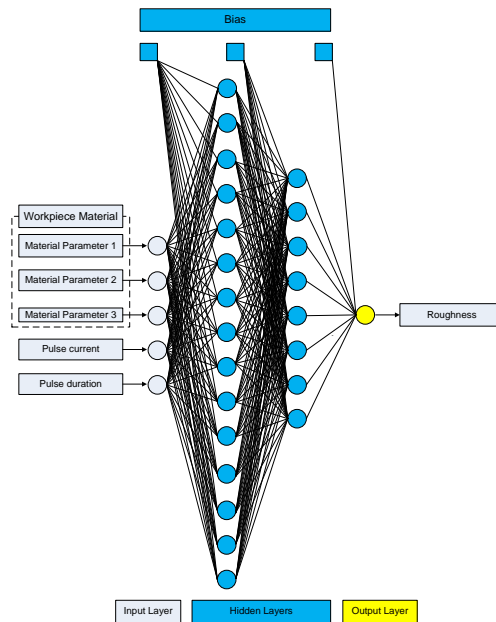 Bias
Workpiece Material
Material Parameter 1
Material Parameter 2
Material Parameter 3
Pulse current
Pulse duration
Roughness
Input Layer
Hidden Layers
Output Layer